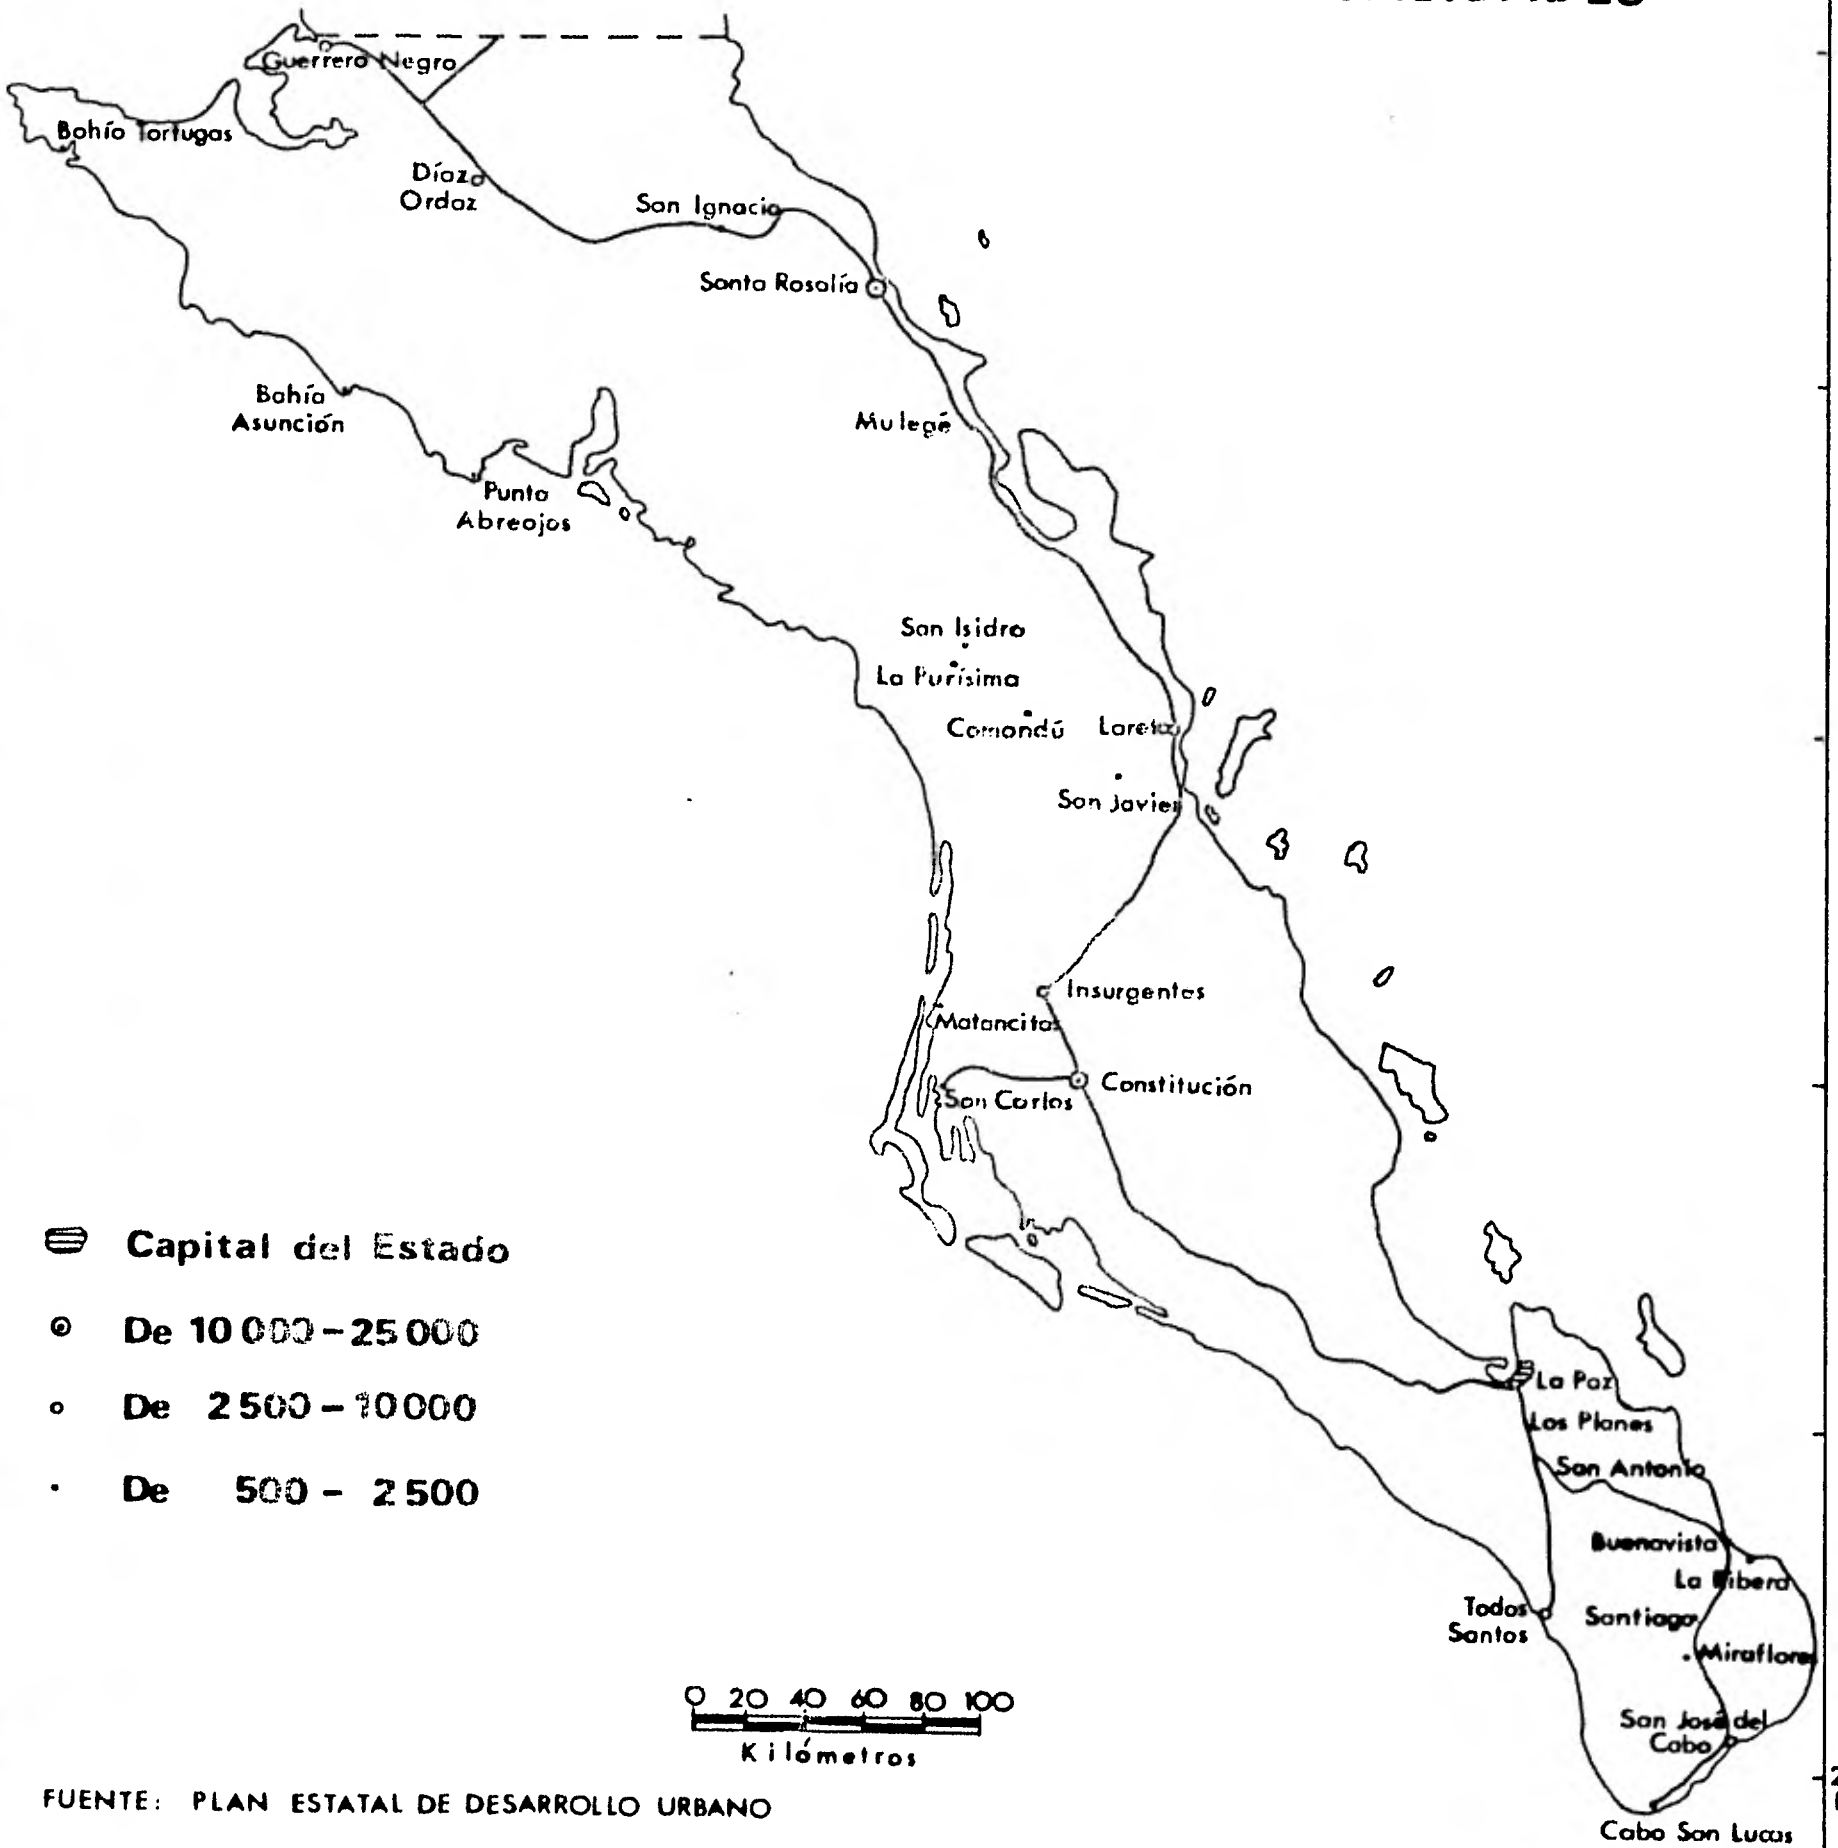 Guerrero Negro
Bohío Tortugas
Díaz
Ordaz
San Ignacio
Santa Rosalía
Bahía
Asunción
Mulegé
Punta
Abreojos
San Isidro
La Purísima
Comondú
Loreto
San Javier
Insurgentes
Matancitas
Constitución
San Carlos
Capital del Estado
De 10 000 - 25 000
De 2 500 - 10 000
De 500 - 2 500
La Paz
Los Planes
San Antonio
Buenavista
La Ribera
Todos
Santos
Santiago
Miraflores
San José del
Cabo
0 20 40 60 80 100
Kilómetros
FUENTE: PLAN ESTATAL DE DESARROLLO URBANO
Cabo San Lucas